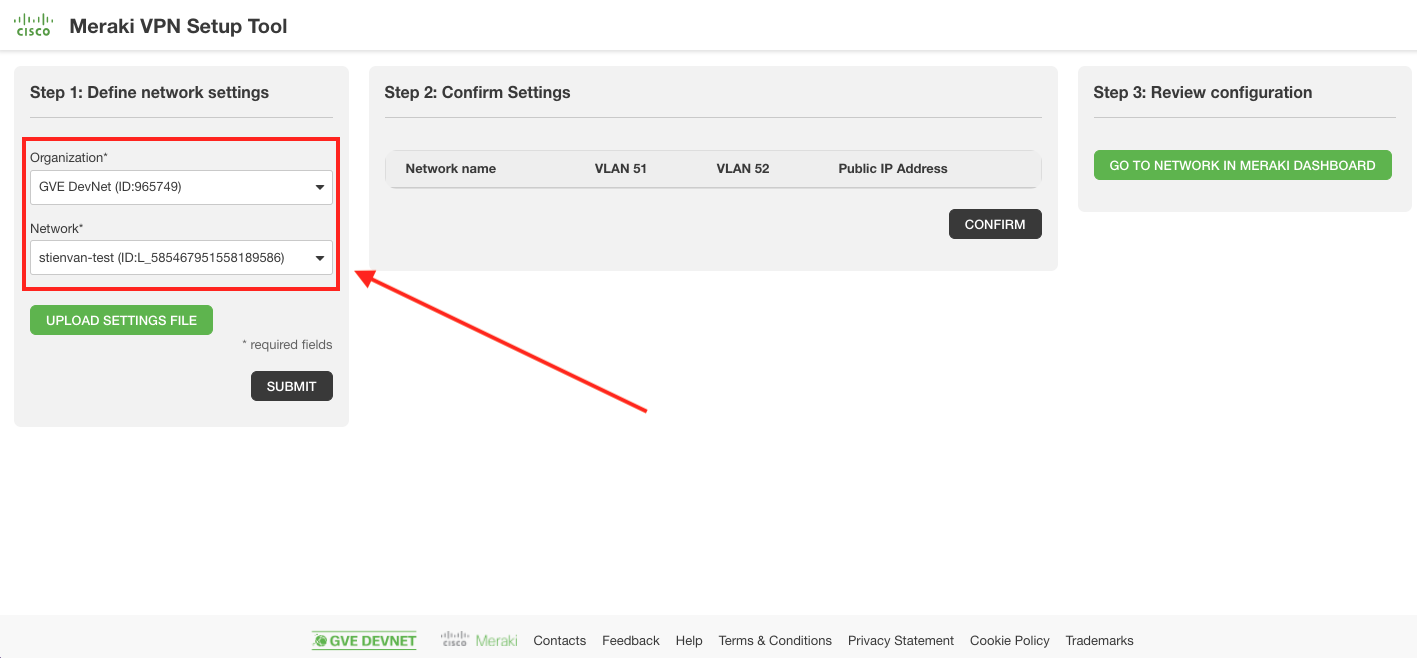 CISCO Meraki VPN Setup Tool
Step 1: Define network settings
Organization*
GVE DevNet (ID:965749)
Network*
stienvan-test (ID:L_585467951558189586)
UPLOAD SETTINGS FILE
* required fields
SUBMIT
Step 2: Confirm Settings
Network name VLAN 51 VLAN 52 Public IP Address
CONFIRM
Step 3: Review configuration
GO TO NETWORK IN MERAKI DASHBOARD
GVE DEVNET CISCO Meraki Contacts Feedback Help Terms & Conditions Privacy Statement Cookie Policy Trademarks